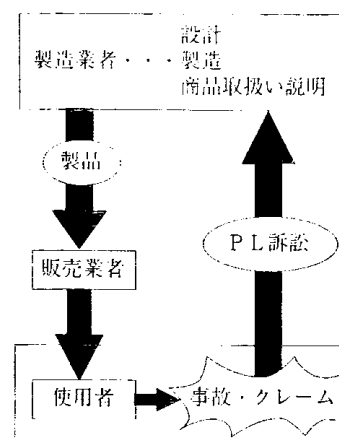 設計
製造業者・・・製造
商品取扱い説明
製品
PL訴訟
販売業者
使用者
事故・クレーム